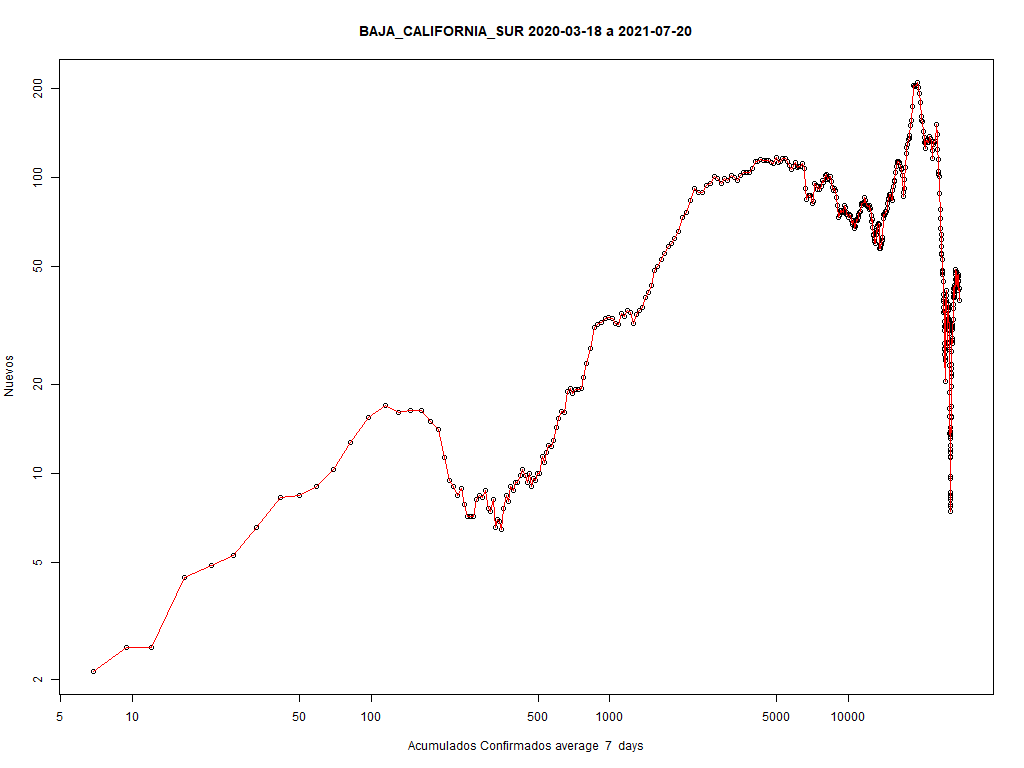 BAJA_CALIFORNIA_SUR 2020-03-18 a 2021-07-20
200
100
50
20
10
5
2
Nuevos
5 10 50 100 500 1000 5000 10000
Acumulados Confirmados average 7 days